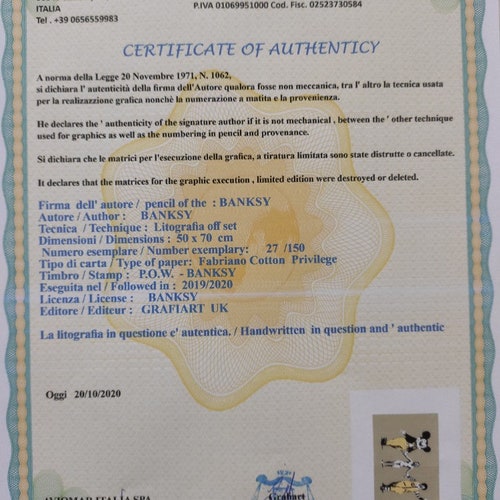 ITALIA
Tel . +39 0656559983
P.IVA 01069951000 Cod. Fisc. 02523730584
CERTIFICATE OF AUTHENTICITY
A norma della Legge 20 Novembre 1971, N. 1062,
si dichiara l' autenticità della firma dell'Autore qualora fosse non meccanica, tra l' altro la tecnica usata
per la realizazzione grafica nonchè la numerazione a matita e la provenienza.
He declares the ' authenticity of the signature author if it is not mechanical , between the ' other technique
used for graphics as well as the numbering in pencil and provenance.
Si dichiara che le matrici per l'esecuzione della grafica, a tiratura limitata sono state distrutte o cancellate.
It declares that the matrices for the graphic execution , limited edition were destroyed or deleted.
Firma dell' autore / pencil of the : BANKSY
Autore / Author : BANKSY
Tecnica / Technique : Litografia off set
Dimensioni / Dimensions : 50 x 70 cm
Numero esemplare / Number exemplary: 27 /150
Tipo di carta / Type of paper: Fabriano Cotton Privilege
Timbro / Stamp : P.O.W. - BANKSY
Eseguita nel / Followed in : 2019/2020
Licenza / License : BANKSY
Editore / Editeur : GRAFIART UK
La litografia in questione e' autentica. / Handwritten in question and ' authentic
Oggi 20/10/2020
ITALIA SPA
Grafiart